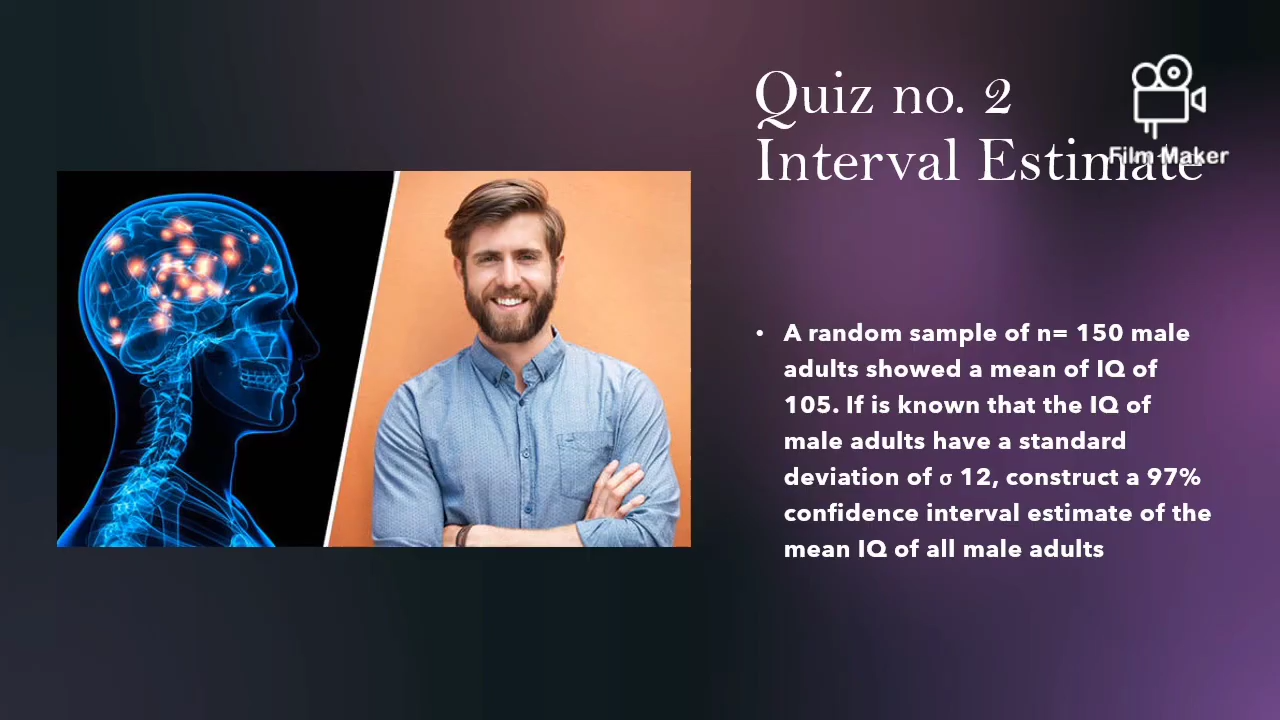 Quiz no. 2
Interval Estimate
Film Maker
• A random sample of n= 150 male
adults showed a mean of IQ of
105. If is known that the IQ of
male adults have a standard
deviation of σ 12, construct a 97%
confidence interval estimate of the
mean IQ of all male adults